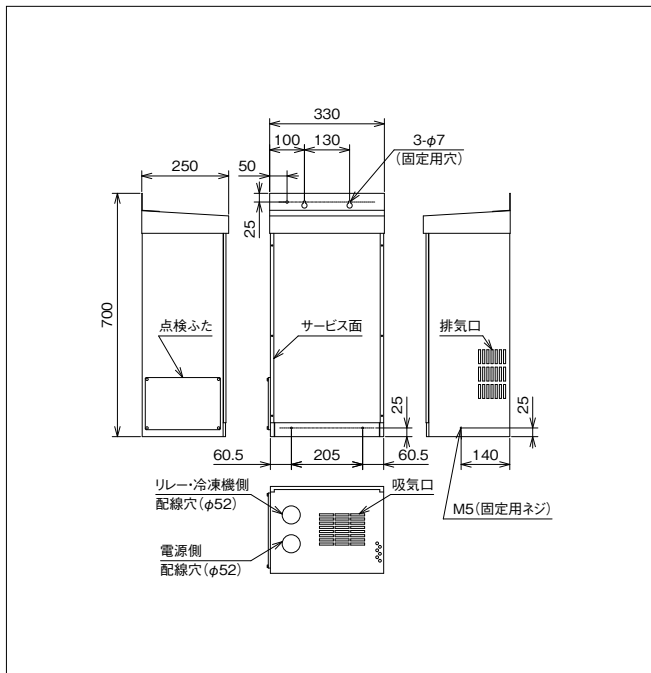 330
100
130
3-φ7
(固定用穴)
50
250
25
700
点検ふた
サービス面
排気口
25
25
60.5
205
60.5
140
リレー・冷凍機側
配線穴(φ52)
吸気口
M5(固定用ネジ)
電源側
配線穴(φ52)